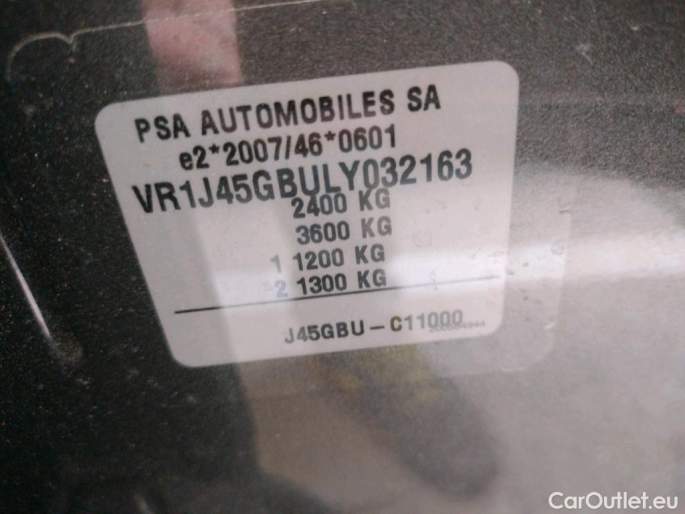 PSA AUTOMOBILES SA
e2*2007/46*0601
VR1J45GBULY032163
2400 KG
3600 KG
1 1200 KG
2 1300 KG
J45GBU-C11000
CarOutlet.eu